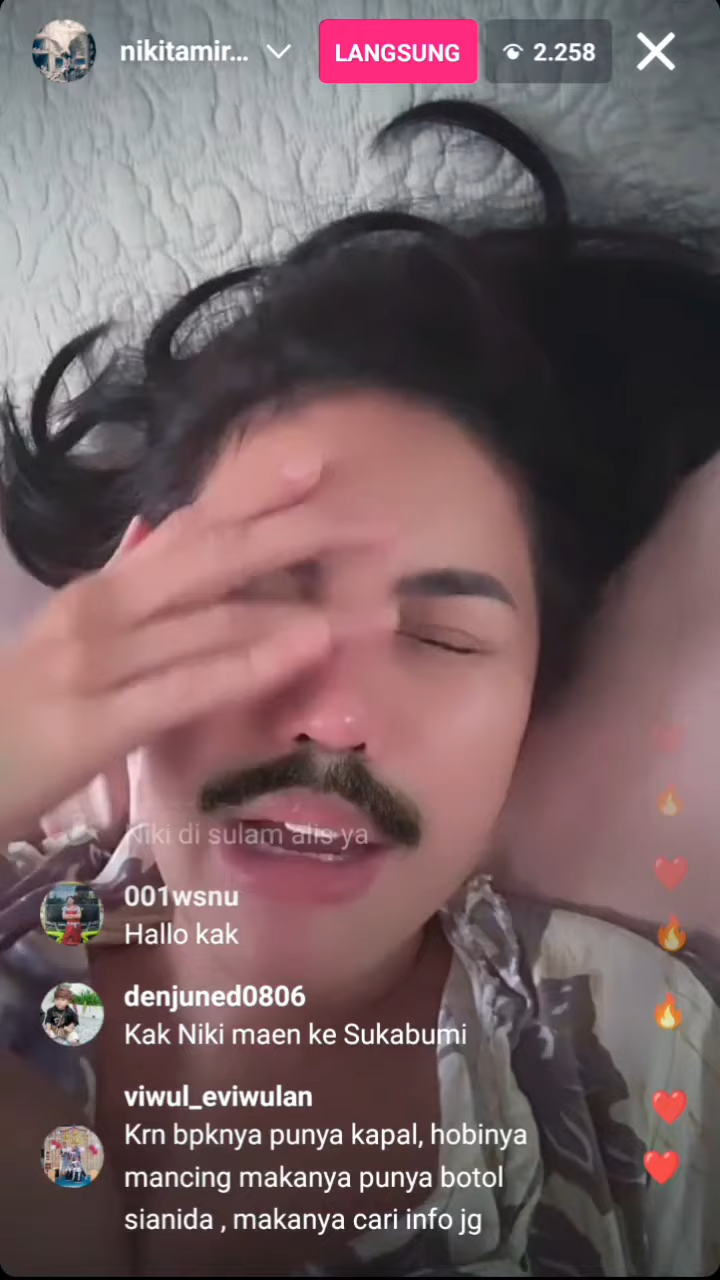 nikitamir...
LANGSUNG
2.258
Niki di sulam alis ya
001wsnu
Hallo kak
denjuned0806
Kak Niki maen ke Sukabumi
viwul_eviwulan
Krn bpknya punya kapal, hobinya
mancing makanya punya botol
sianida , makanya cari info jg